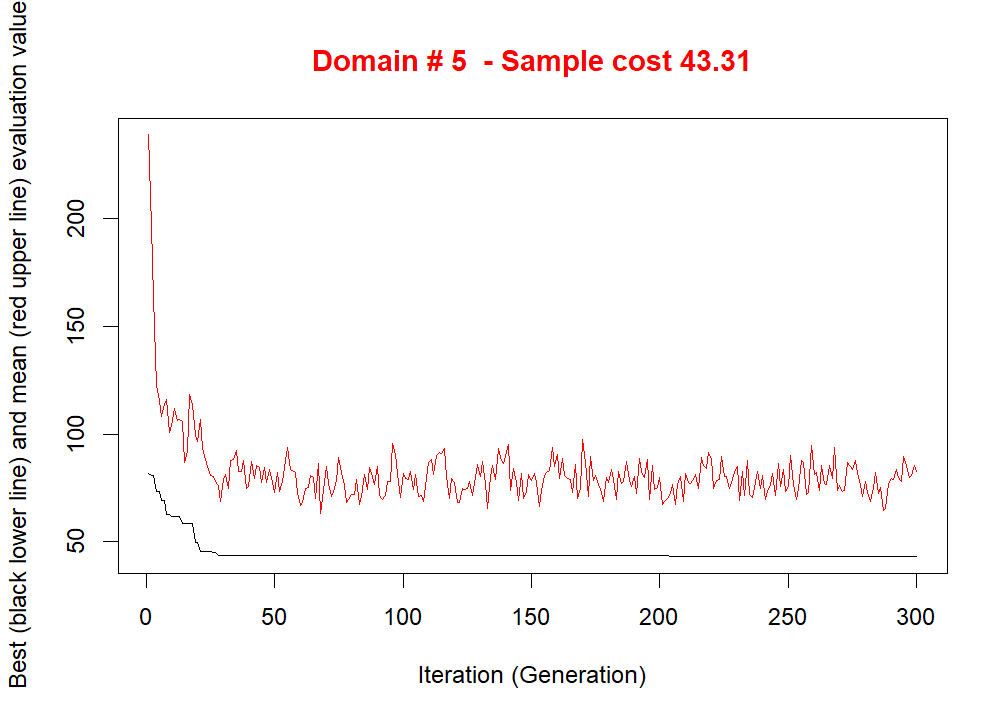 Domain # 5  - Sample cost 43.31
Best (black lower line) and mean (red upper line) evaluation value
200
150
100
50
0 50 100 150 200 250 300
Iteration (Generation)